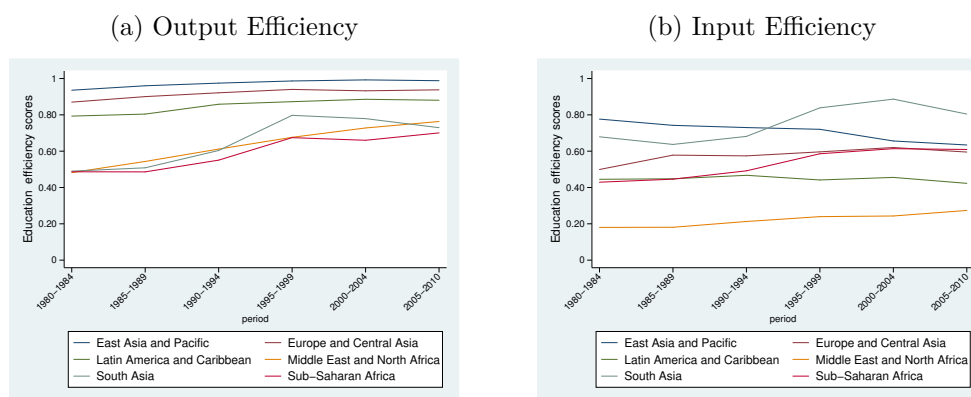 (a) Output Efficiency
Education efficiency scores
1
0.80
0.60
0.40
0.20
0
1980−1984
1985−1989
1990−1994
1995−1999
2000−2004
2005−2010
period
East Asia and Pacific
Europe and Central Asia
Latin America and Caribbean
Middle East and North Africa
South Asia
Sub−Saharan Africa
(b) Input Efficiency
Education efficiency scores
1
0.80
0.60
0.40
0.20
0
1980−1984
1985−1989
1990−1994
1995−1999
2000−2004
2005−2010
period
East Asia and Pacific
Europe and Central Asia
Latin America and Caribbean
Middle East and North Africa
South Asia
Sub−Saharan Africa